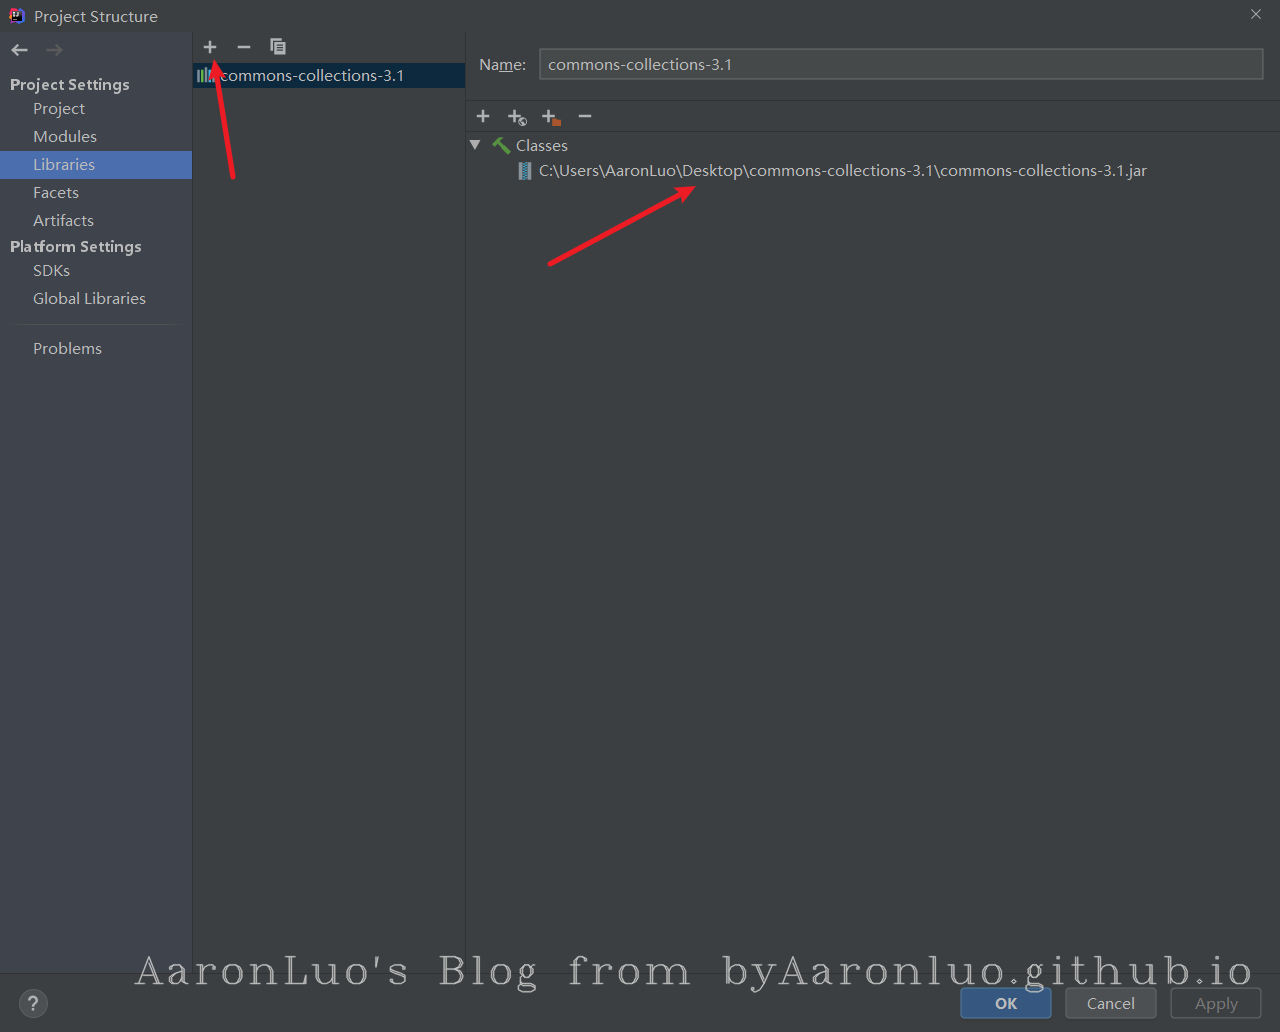 Project Structure
Project Settings
Project
Modules
Libraries
Facets
Artifacts
Platform Settings
SDKs
Global Libraries
Problems
commons-collections-3.1
Name: commons-collections-3.1
Classes
C:\Users\AaronLuo\Desktop\commons-collections-3.1\commons-collections-3.1.jar
AaronLuo's Blog from byAaronluo.github.io
?
OK Cancel Apply